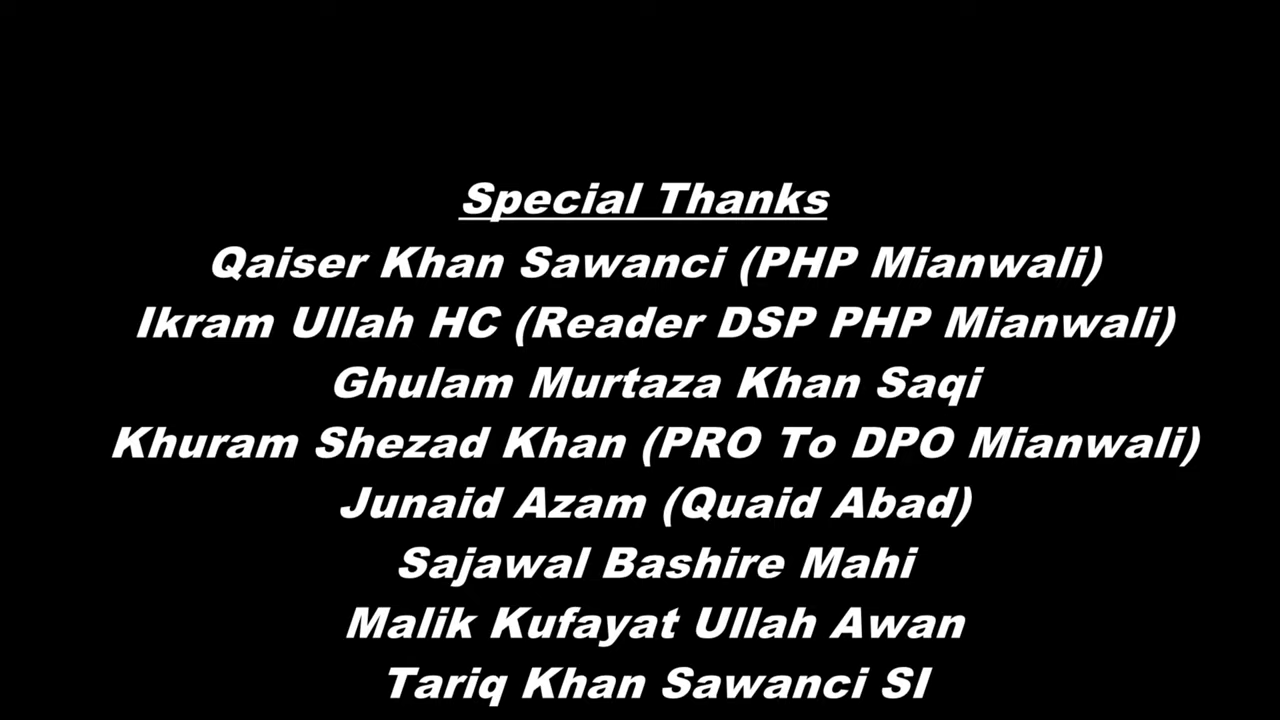 Special Thanks
Qaiser Khan Sawanci (PHP Mianwali)
Ikram Ullah HC (Reader DSP PHP Mianwali)
Ghulam Murtaza Khan Saqi
Khuram Shezad Khan (PRO To DPO Mianwali)
Junaid Azam (Quaid Abad)
Sajawal Bashire Mahi
Malik Kufayat Ullah Awan
Tariq Khan Sawanci SI